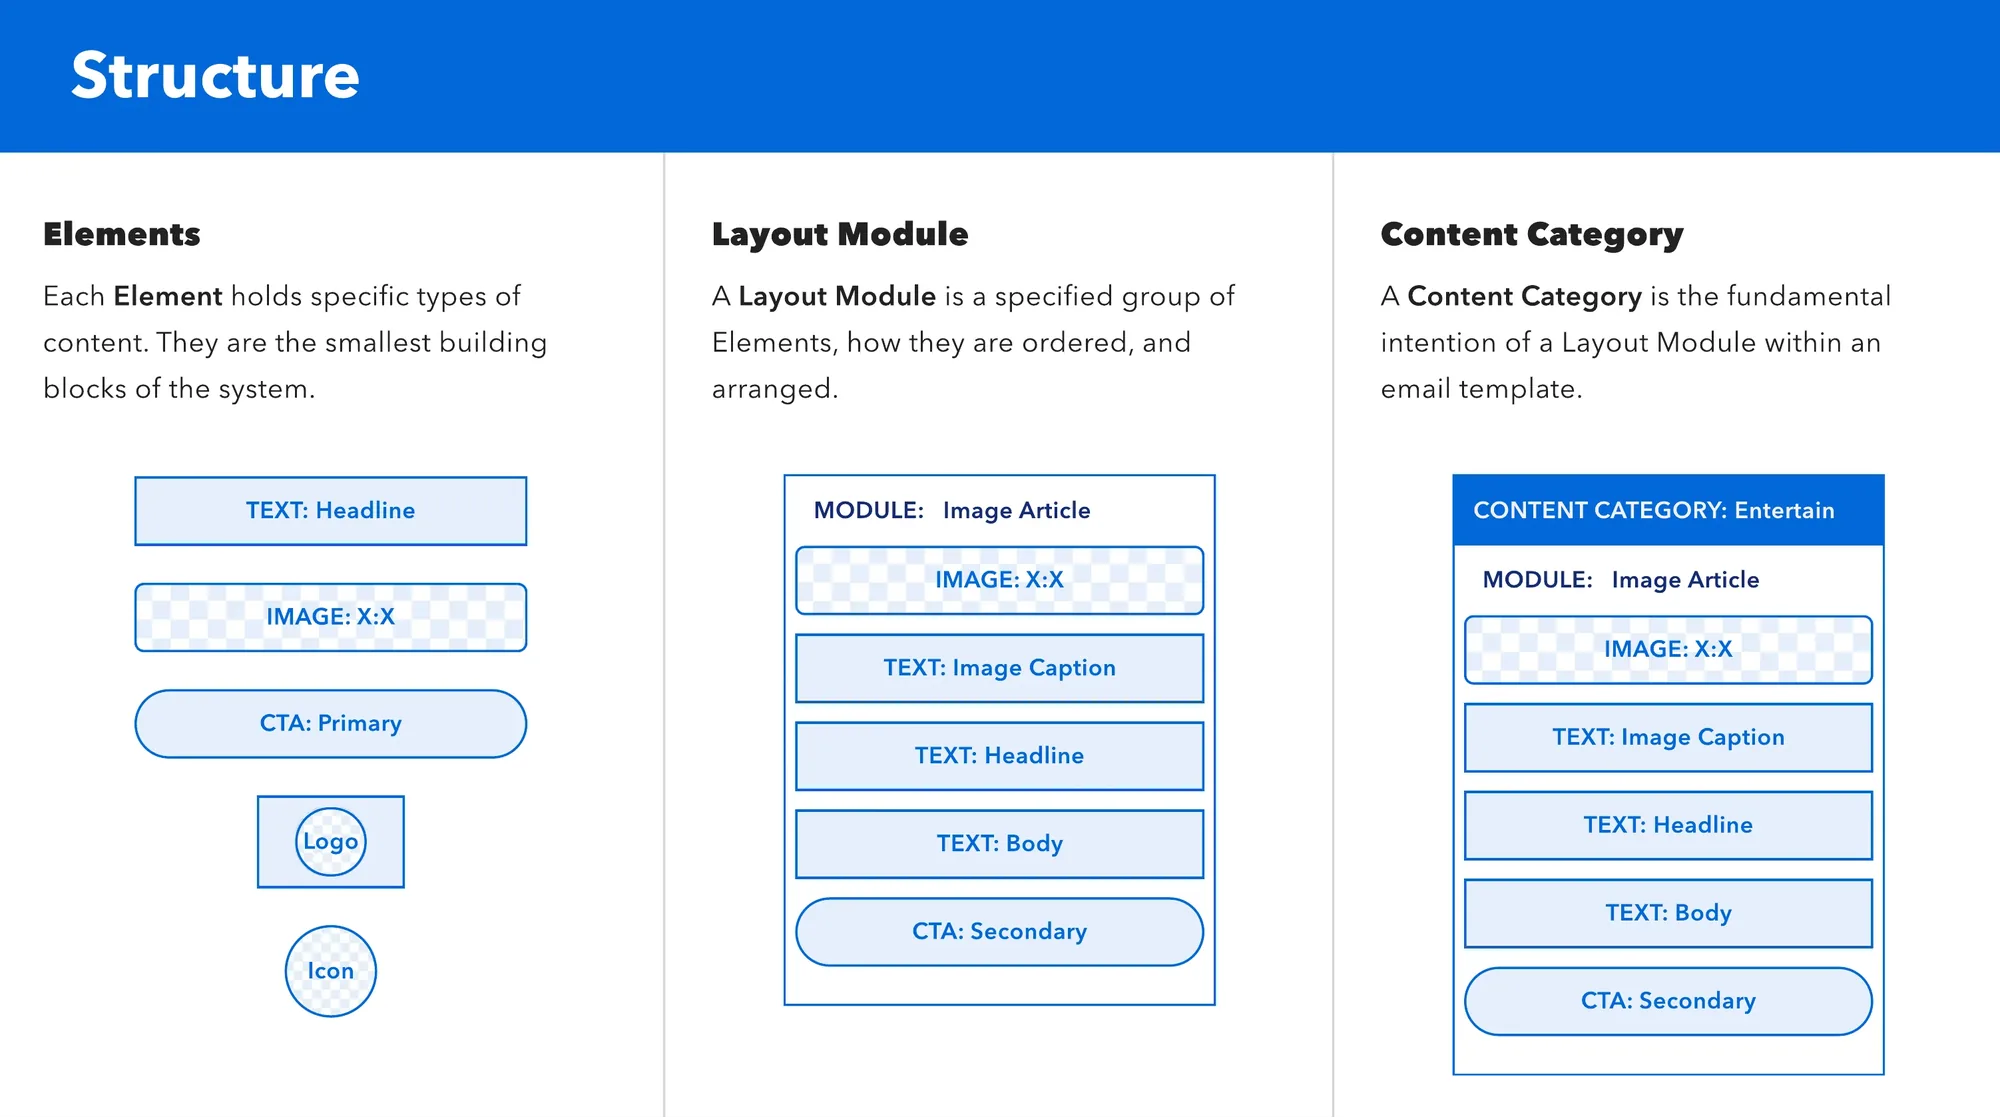 Structure
Elements
Each Element holds specific types of
content. They are the smallest building
blocks of the system.
TEXT: Headline
IMAGE: X:X
CTA: Primary
Logo
Icon
Layout Module
A Layout Module is a specified group of
Elements, how they are ordered, and
arranged.
MODULE: Image Article
IMAGE: X:X
TEXT: Image Caption
TEXT: Headline
TEXT: Body
CTA: Secondary
Content Category
A Content Category is the fundamental
intention of a Layout Module within an
email template.
CONTENT CATEGORY: Entertain
MODULE: Image Article
IMAGE: X:X
TEXT: Image Caption
TEXT: Headline
TEXT: Body
CTA: Secondary